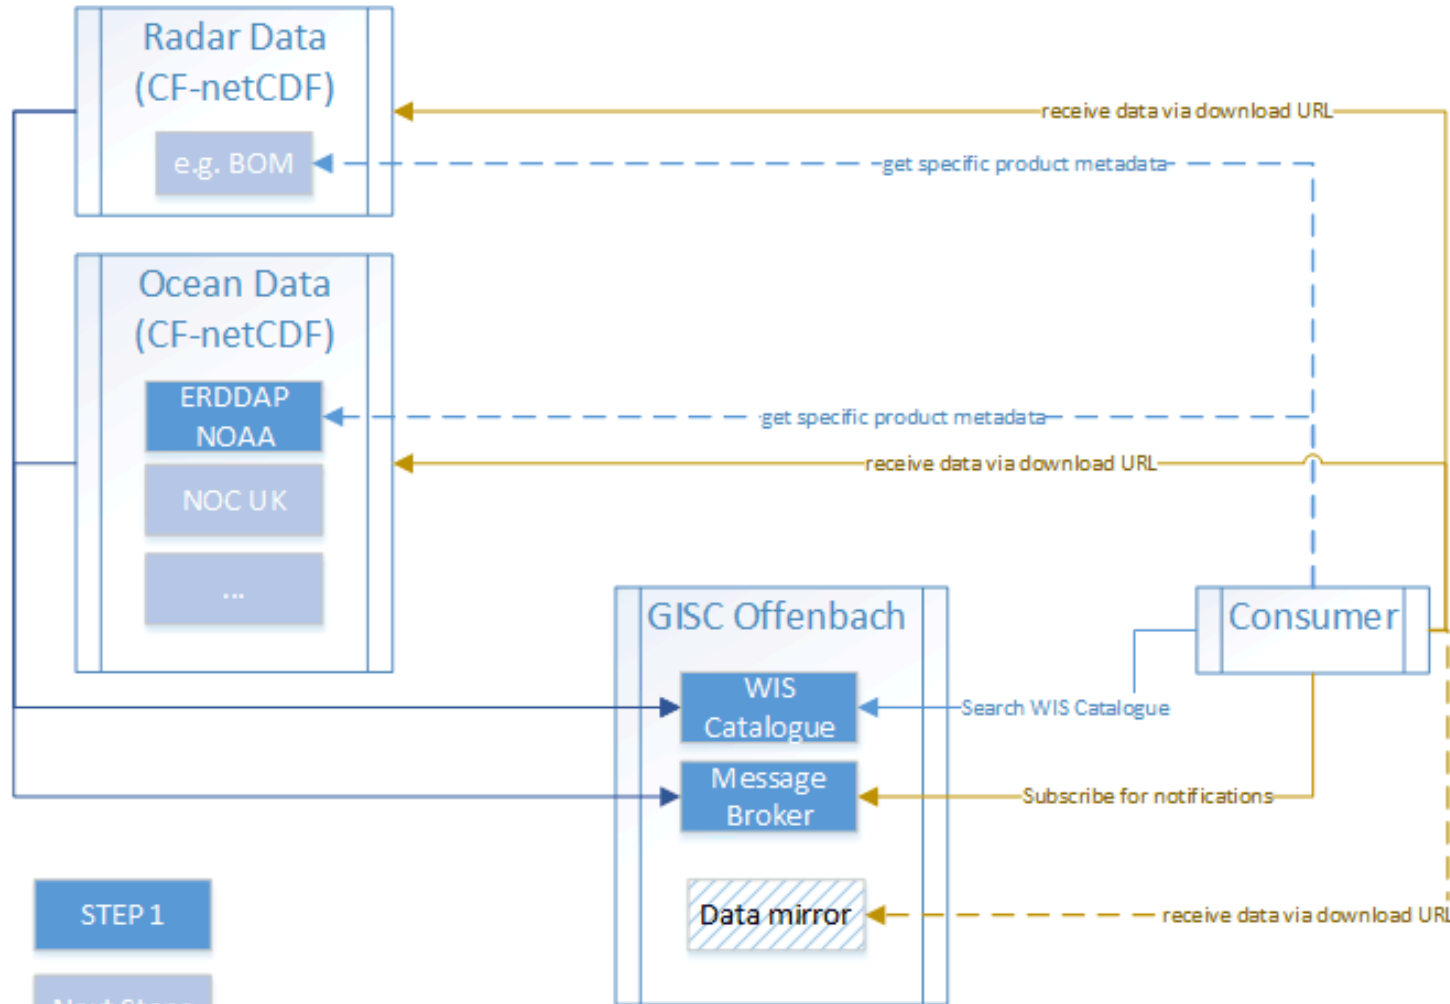 Radar Data
(CF-netCDF)
e.g. BOM
receive data via download URL
get specific product metadata
Ocean Data
(CF-netCDF)
ERDDAP
NOAA
NOC UK
...
get specific product metadata
receive data via download URL
GISC Offenbach
Consumer
WIS
Catalogue
Search WIS Catalogue
Message
Broker
Subscribe for notifications
Data mirror
receive data via download URL
STEP 1
Next Steps